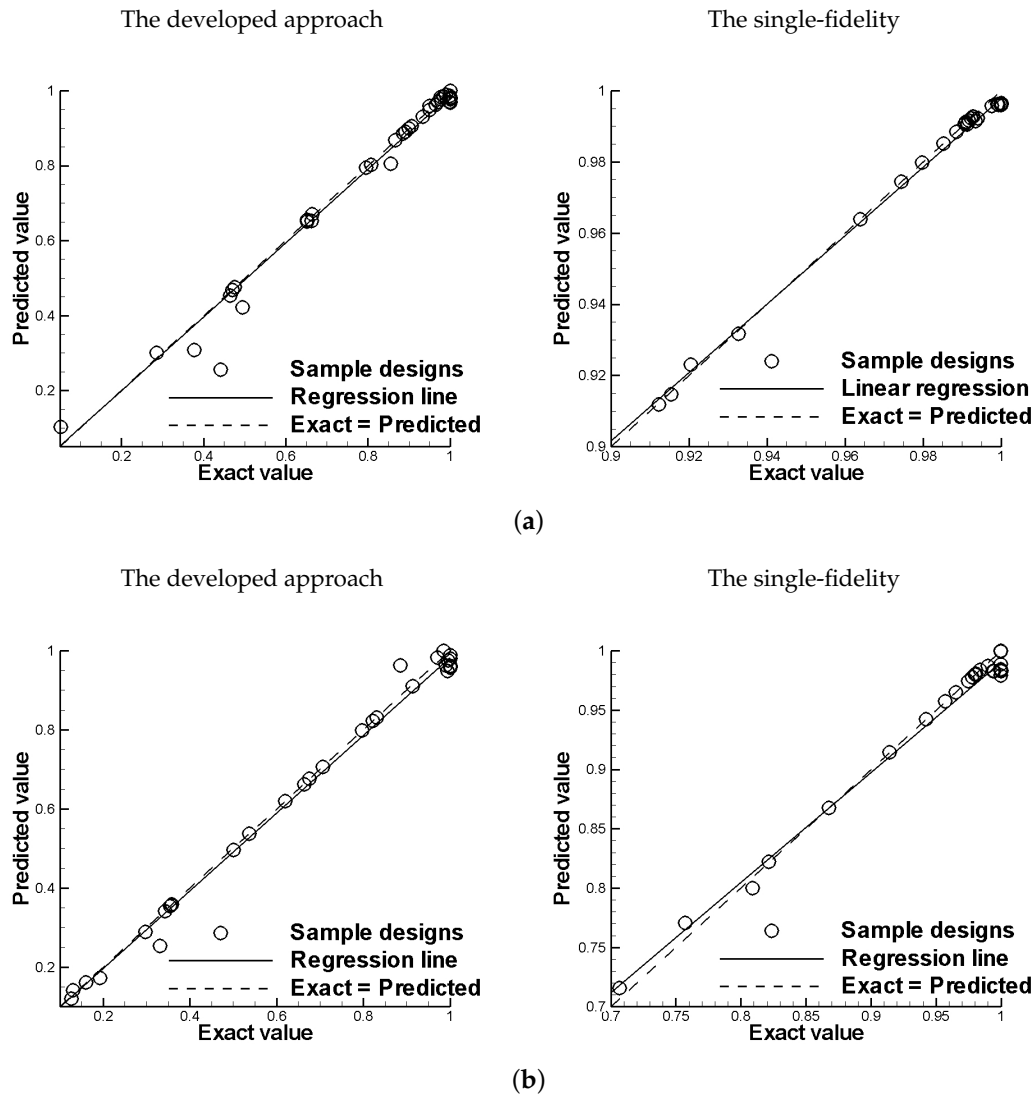 The developed approach
The single-fidelity
Predicted value
1
0.8
0.6
0.4
0.2
Sample designs
Regression line
Exact = Predicted
0.2 0.4 0.6 0.8 1
Exact value
Predicted value
1
0.98
0.96
0.94
0.92
0.9
Sample designs
Linear regression
Exact = Predicted
0.9 0.92 0.94 0.96 0.98 1
Exact value
(a)
The developed approach
The single-fidelity
Predicted value
1
0.8
0.6
0.4
0.2
Sample designs
Regression line
Exact = Predicted
0.2 0.4 0.6 0.8 1
Exact value
Predicted value
1
0.95
0.9
0.85
0.8
0.75
0.7
Sample designs
Regression line
Exact = Predicted
0.7 0.75 0.8 0.85 0.9 0.95 1
Exact value
(b)